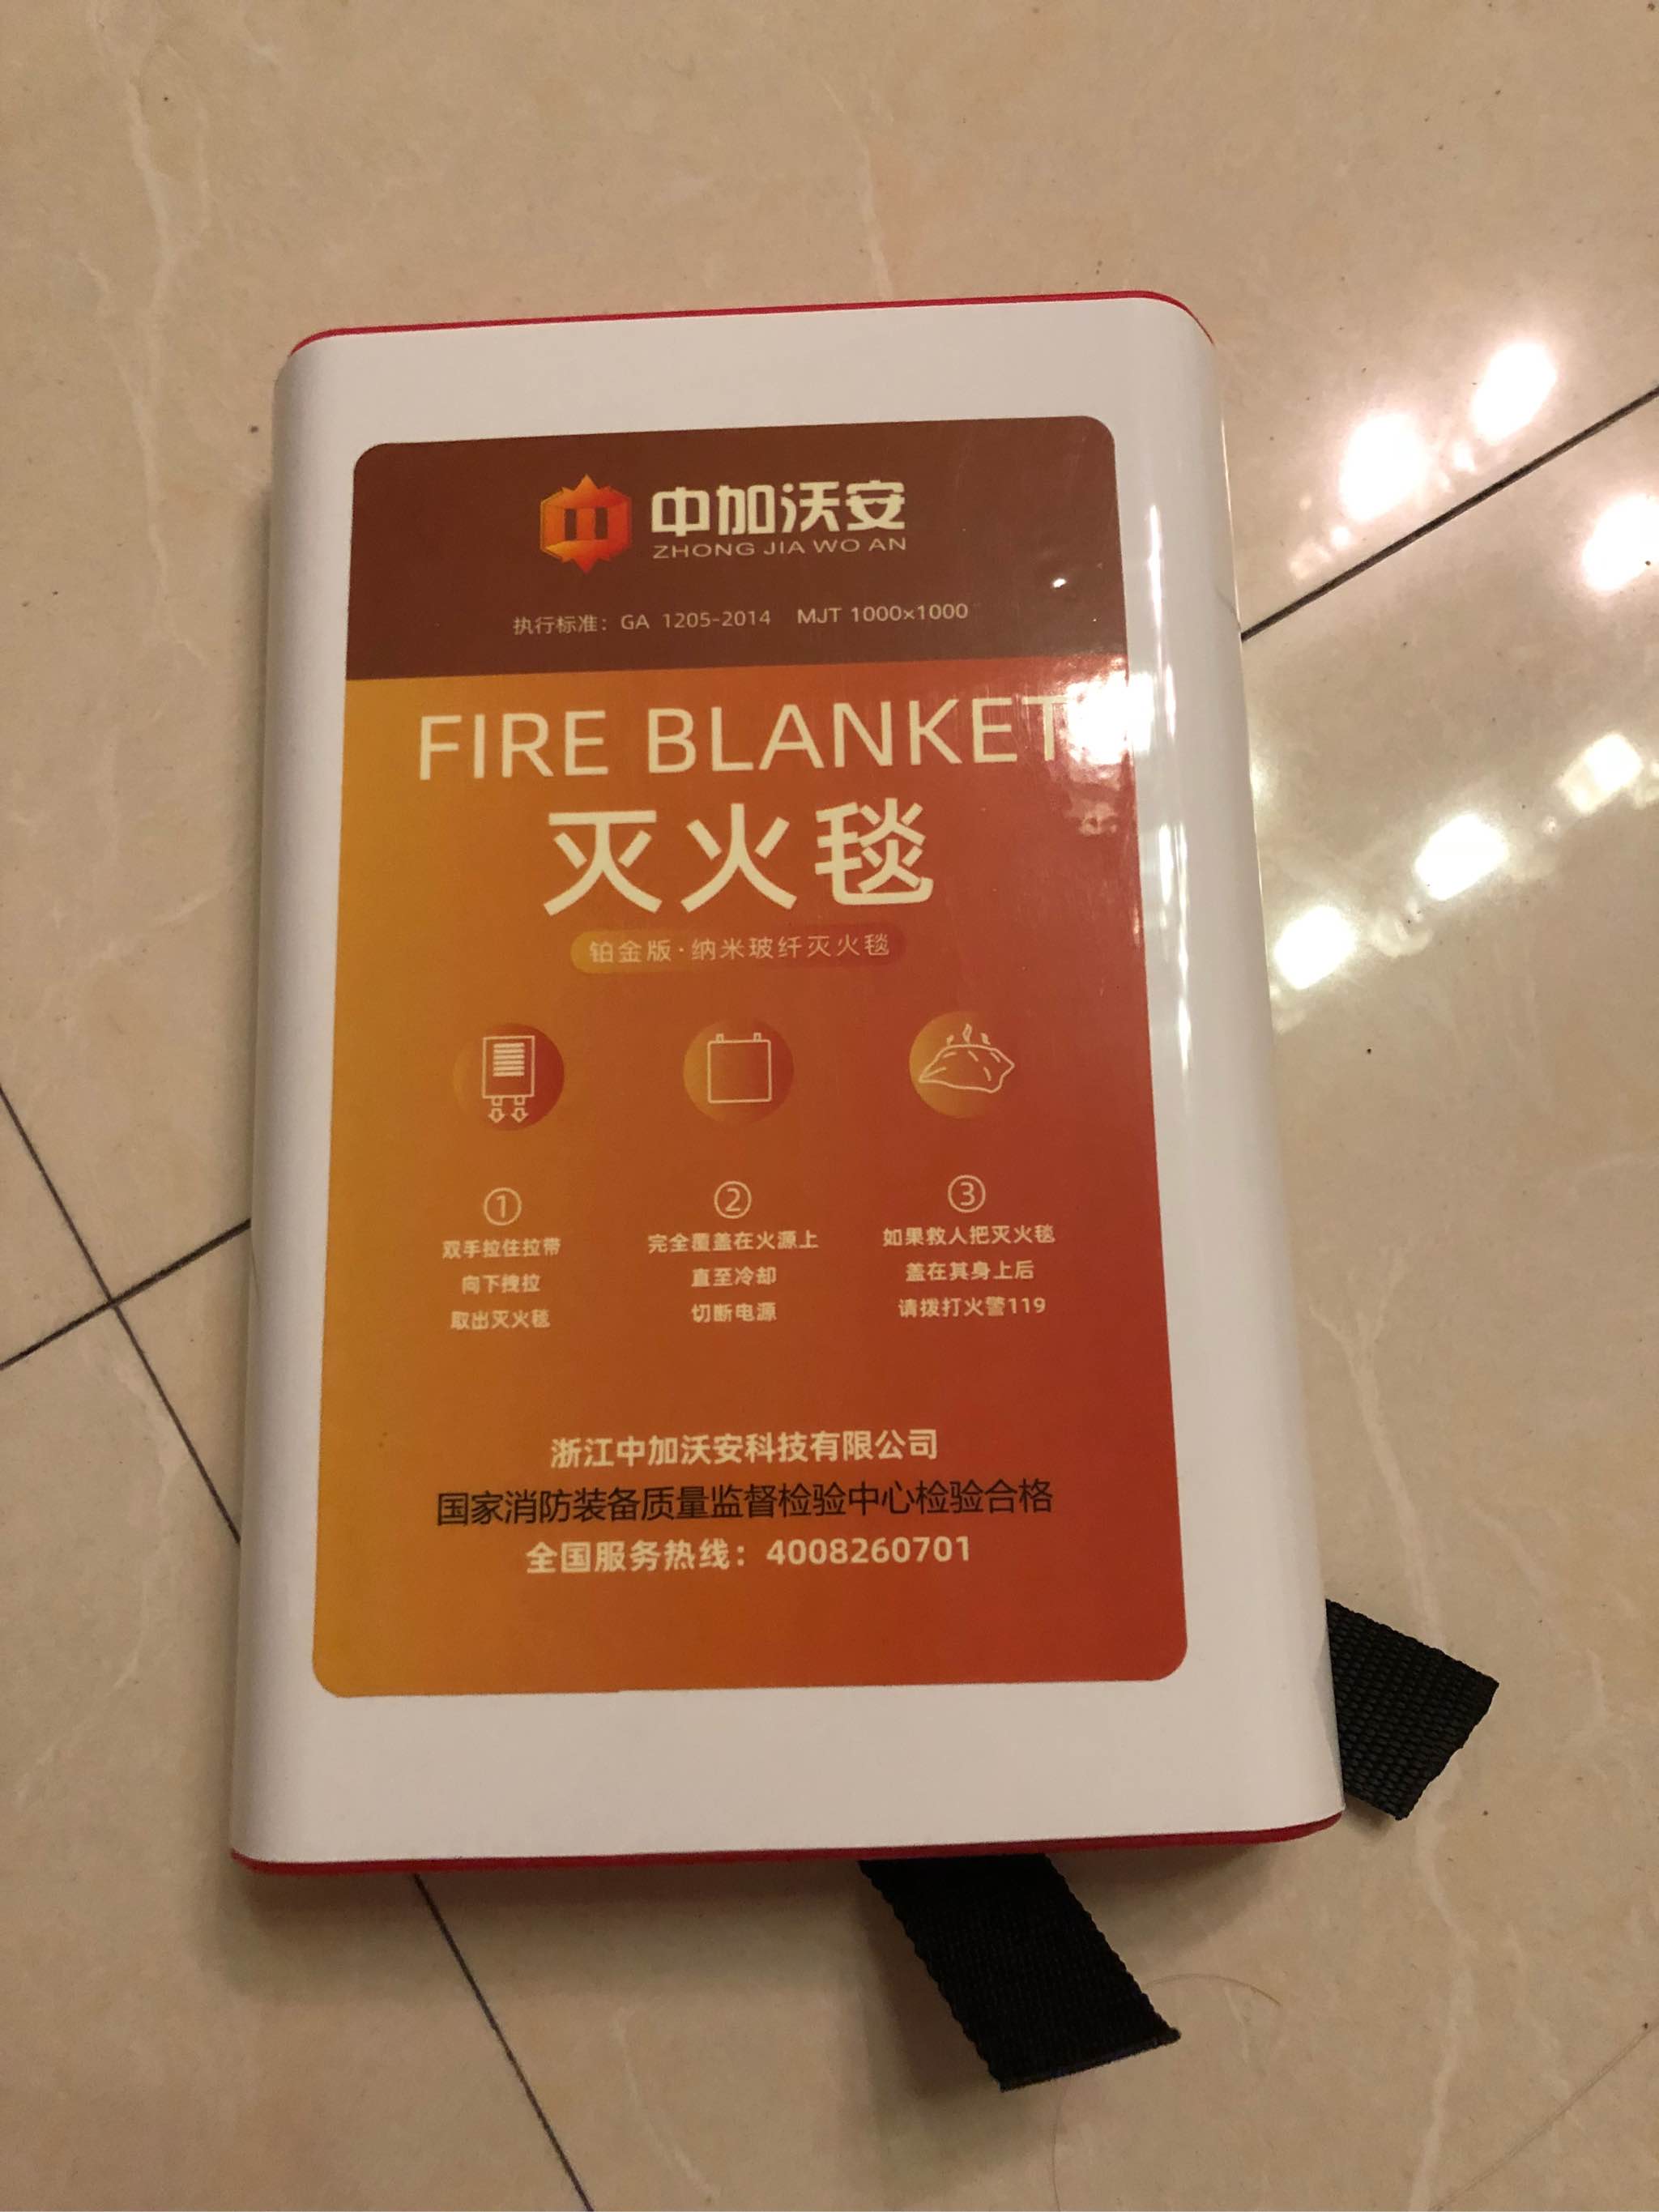 中加沃安
ZHONG JIA WO AN
执行标准：GA 1205-2014 MJT 1000×1000
FIRE BLANKET
灭火毯
铂金版·纳米玻纤灭火毯
①
双手拉住拉带
向下拽拉
取出灭火毯
②
完全覆盖在火源上
直至冷却
切断电源
③
如果救人把灭火毯
盖在其身上后
请拨打火警119
浙江中加沃安科技有限公司
国家消防装备质量监督检验中心检验合格
全国服务热线：4008260701